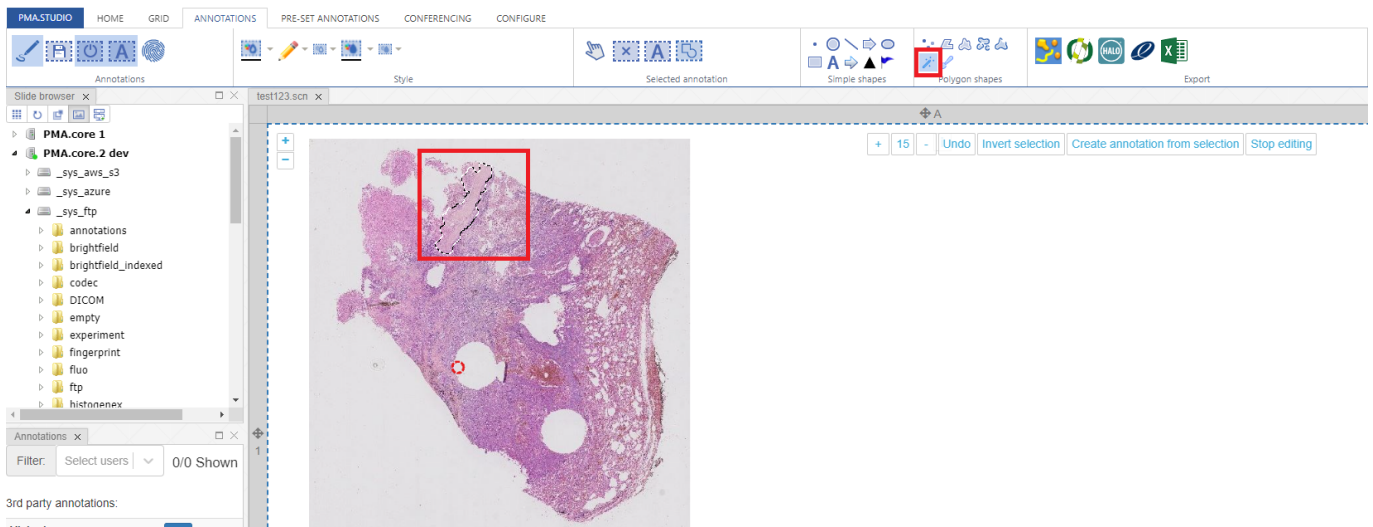 PMA.STUDIO HOME GRID ANNOTATIONS PRE-SET ANNOTATIONS CONFERENCING CONFIGURE
A
A
A
HALO
X
Annotations Style Selected annotation Simple shapes Polygon shapes Export
Slide browser x
test123.scn x
PMA.core 1
PMA.core.2 dev
_sys_aws_s3
_sys_azure
_sys_ftp
annotations
brightfield
brightfield_indexed
codec
DICOM
empty
experiment
fingerprint
fluo
ftp
histogenex
A
+
−
+ 15 - Undo Invert selection Create annotation from selection Stop editing
1
Annotations x
Filter: Select users 0/0 Shown
3rd party annotations: